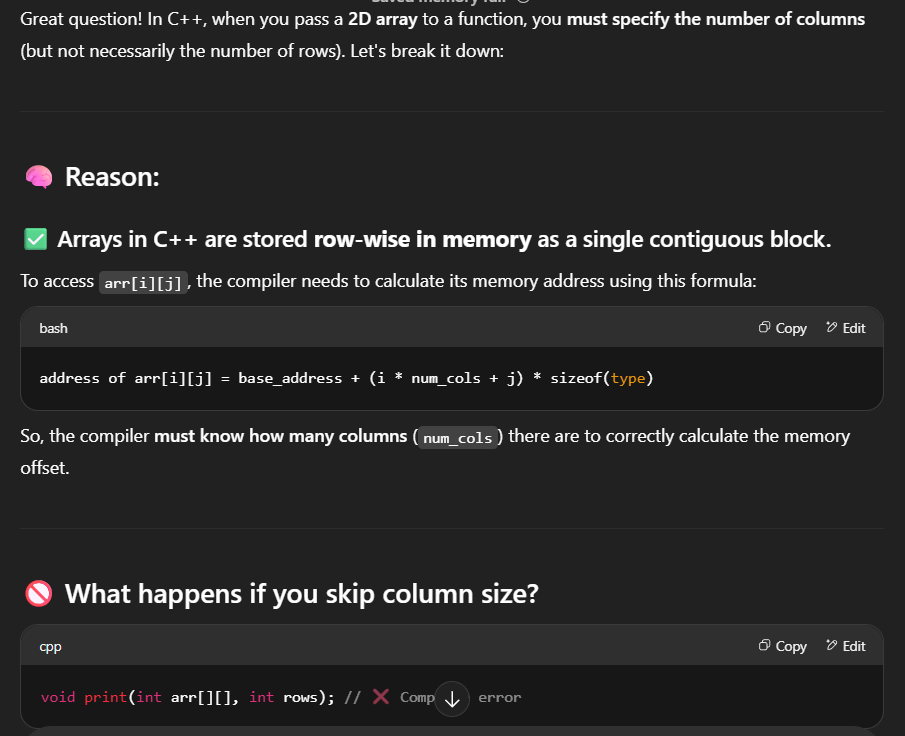 Great question! In C++, when you pass a 2D array to a function, you must specify the number of columns
(but not necessarily the number of rows). Let's break it down:
🧠 Reason:
✅ Arrays in C++ are stored row-wise in memory as a single contiguous block.
To access arr[i][j], the compiler needs to calculate its memory address using this formula:
bash Copy Edit
address of arr[i][j] = base_address + (i * num_cols + j) * sizeof(type)
So, the compiler must know how many columns (num_cols) there are to correctly calculate the memory
offset.
🚫 What happens if you skip column size?
cpp Copy Edit
void print(int arr[][], int rows); // ❌ Comp error